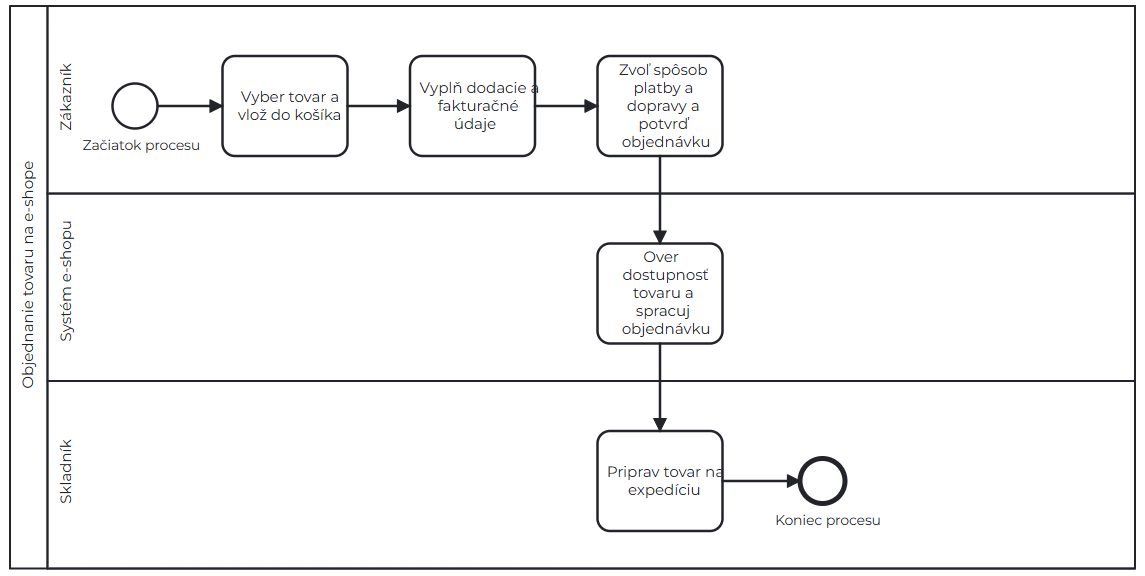 Objednanie tovaru na e-shope
Zákazník
Začiatok procesu
Vyber tovar a
vlož do košíka
Vyplň dodacie a
fakturačné
údaje
Zvoľ spôsob
platby a
dopravy a
potvrď
objednávku
Systém e-shopu
Over
dostupnosť
tovaru a
spracuj
objednávku
Skladník
Priprav tovar na
expedíciu
Koniec procesu